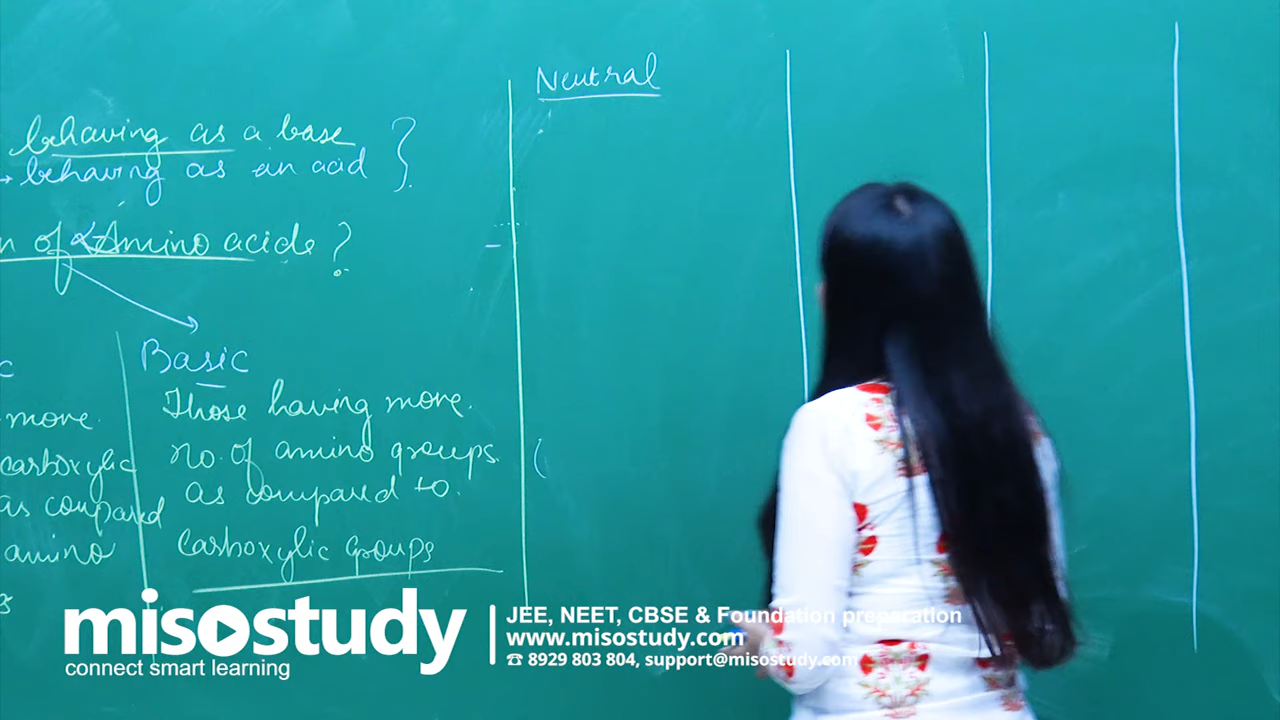 behaving as a base
→ behaving as an acid
n of α Amino acids ?
c
more.
carboxylic
as compared
amino
Basic
Those having more.
no. of amino groups.
as compared to.
carboxylic groups
Neutral
misostudy
connect smart learning
JEE, NEET, CBSE & Foundation preparation
www.misostudy.com
☎ 8929 803 804, support@misostudy.com